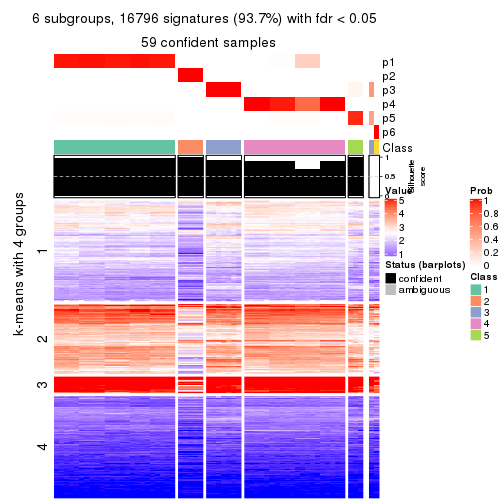 6 subgroups, 16796 signatures (93.7%) with fdr < 0.05
59 confident samples
p1
p2
p3
p4
p5
p6
Class
1
0.5
0
Silhouette
score
k-means with 4 groups
1
2
3
4
Value
5
4
3
2
1
Status (barplots)
confident
ambiguous
Prob
1
0.8
0.6
0.4
0.2
0
Class
1
2
3
4
5